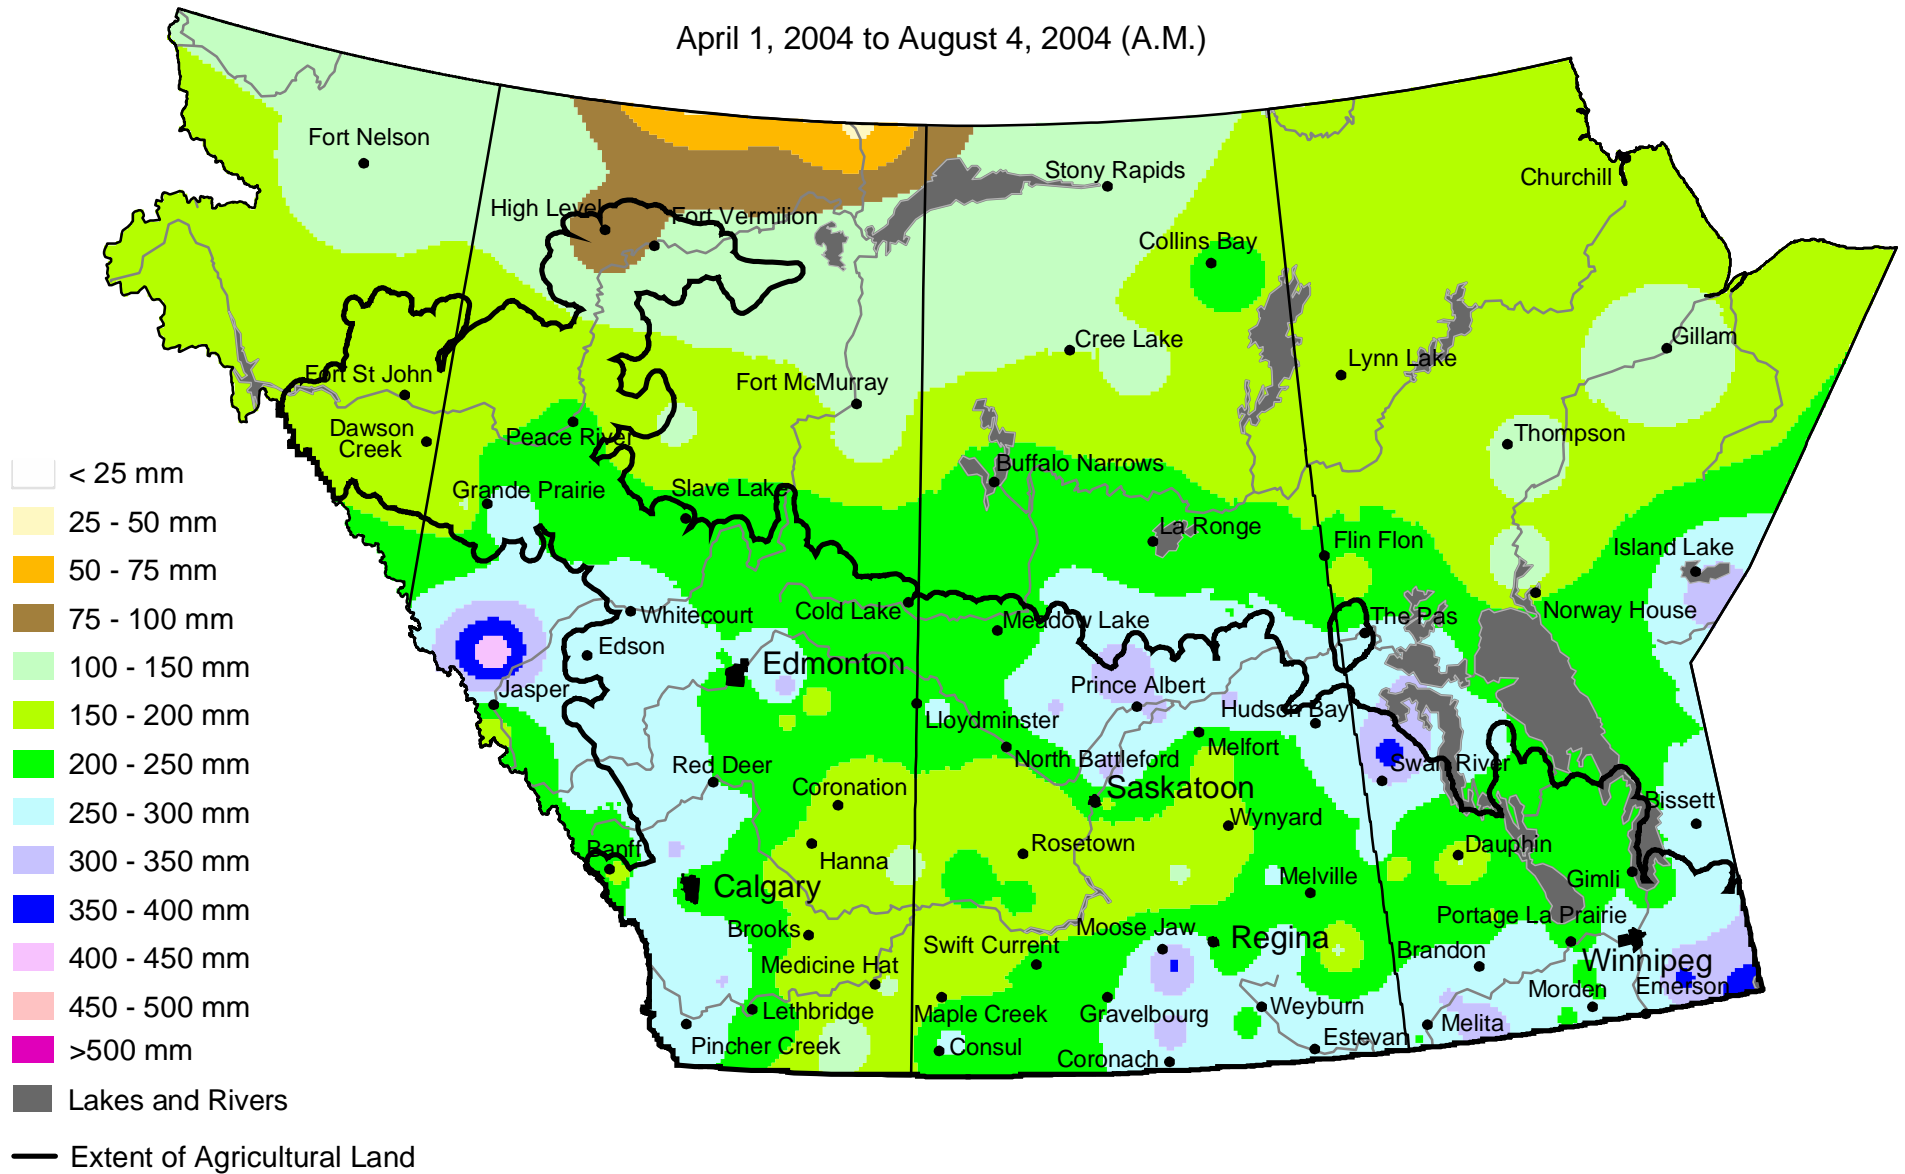 April 1, 2004 to August 4, 2004 (A.M.)
Fort Nelson
Stony Rapids
Churchill
High Level
Fort Vermilion
Collins Bay
Cree Lake
Gillam
Lynn Lake
Fort St John
Fort McMurray
Dawson
Creek
Peace River
Thompson
Buffalo Narrows
Grande Prairie
Slave Lake
La Ronge
Flin Flon
Island Lake
Whitecourt
Cold Lake
Meadow Lake
The Pas
Norway House
Edson
Edmonton
Jasper
Prince Albert
Lloydminster
Hudson Bay
Melfort
North Battleford
Red Deer
Swan River
Coronation
Saskatoon
Bissett
Wynyard
Banff
Hanna
Rosetown
Dauphin
Calgary
Melville
Gimli
Brooks
Moose Jaw
Portage La Prairie
Swift Current
Regina
Brandon
Medicine Hat
Winnipeg
Morden
Emerson
Lethbridge
Maple Creek
Gravelbourg
Weyburn
Melita
Pincher Creek
Consul
Coronach
Estevan
< 25 mm
25 - 50 mm
50 - 75 mm
75 - 100 mm
100 - 150 mm
150 - 200 mm
200 - 250 mm
250 - 300 mm
300 - 350 mm
350 - 400 mm
400 - 450 mm
450 - 500 mm
>500 mm
Lakes and Rivers
Extent of Agricultural Land